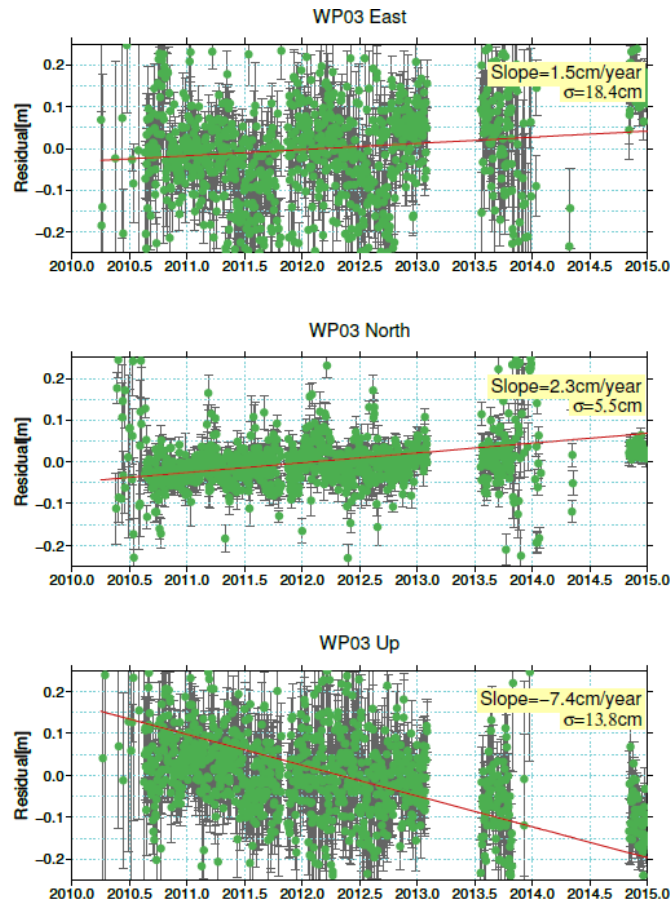 WP03 East
Residual[m]
0.2
0.1
0.0
−0.1
−0.2
Slope=1.5cm/year
σ=18.4cm
2010.0 2010.5 2011.0 2011.5 2012.0 2012.5 2013.0 2013.5 2014.0 2014.5 2015.0
WP03 North
Residual[m]
0.2
0.1
0.0
−0.1
−0.2
Slope=2.3cm/year
σ=5.5cm
2010.0 2010.5 2011.0 2011.5 2012.0 2012.5 2013.0 2013.5 2014.0 2014.5 2015.0
WP03 Up
Residual[m]
0.2
0.1
0.0
−0.1
−0.2
Slope=−7.4cm/year
σ=13.8cm
2010.0 2010.5 2011.0 2011.5 2012.0 2012.5 2013.0 2013.5 2014.0 2014.5 2015.0